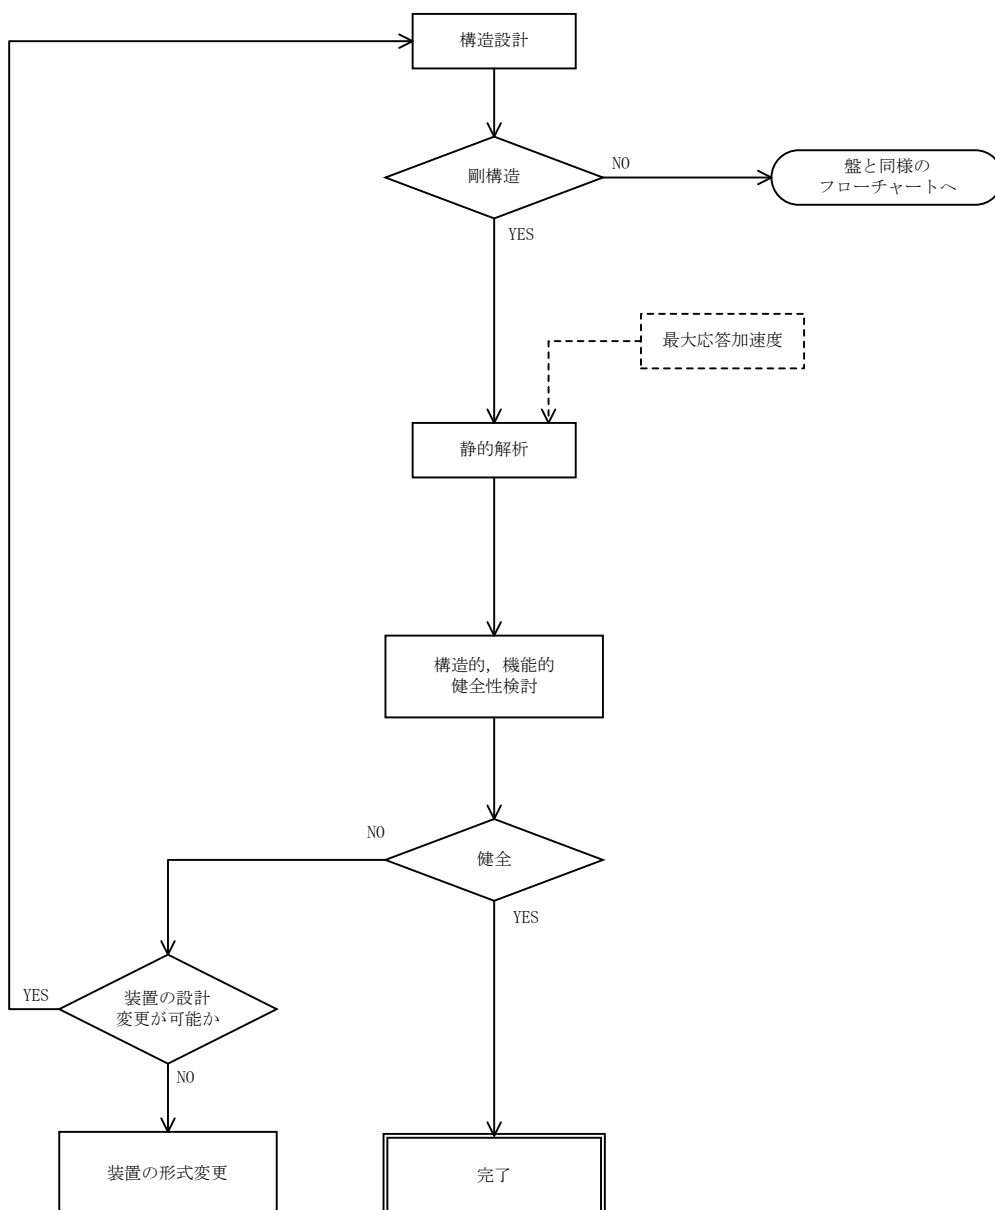 構造設計
剛構造
NO
盤と同様の
フローチャートへ
YES
最大応答加速度
静的解析
構造的，機能的
健全性検討
NO
健全
YES
YES
装置の設計
変更が可能か
NO
装置の形式変更
完了